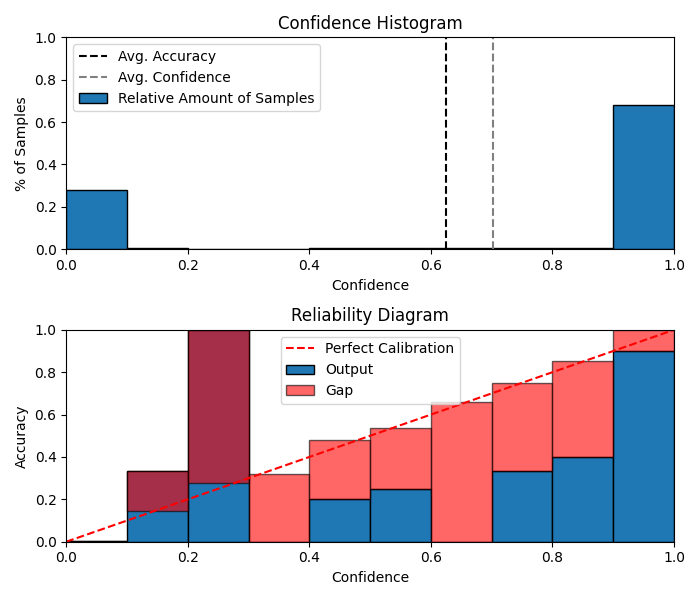 Confidence Histogram
1.0
0.8
0.6
0.4
0.2
0.0
% of Samples
Avg. Accuracy
Avg. Confidence
Relative Amount of Samples
0.0 0.2 0.4 0.6 0.8 1.0
Confidence
Reliability Diagram
1.0
0.8
0.6
0.4
0.2
0.0
Accuracy
Perfect Calibration
Output
Gap
0.0 0.2 0.4 0.6 0.8 1.0
Confidence